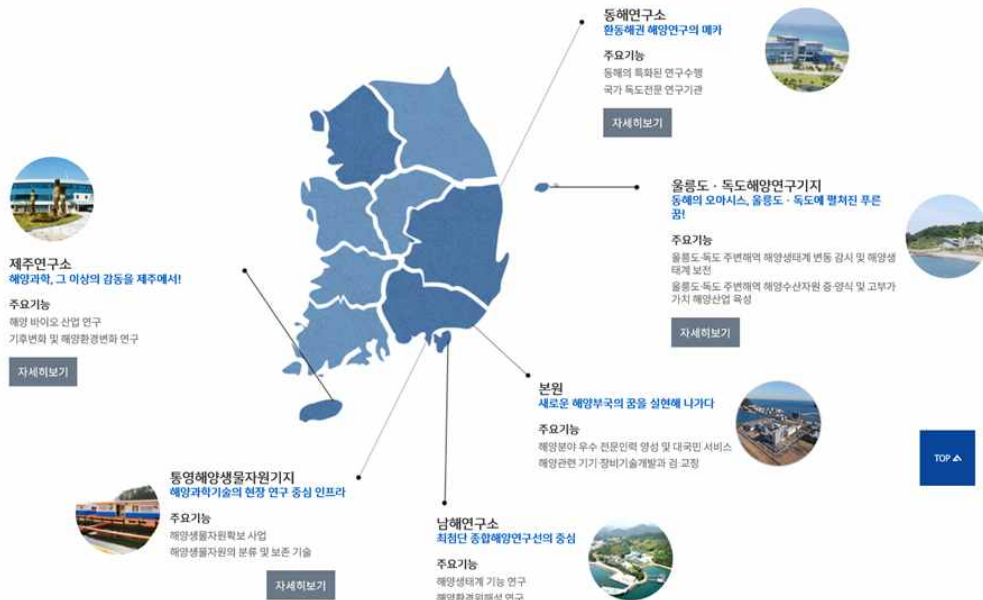 동해연구소
환동해권 해양연구의 메카
주요기능
동해의 특화된 연구수행
국가 독도전문 연구기관
자세히보기
울릉도 · 독도해양연구기지
동해의 오아시스, 울릉도 · 독도에 펼쳐진 푸른
꿈!
주요기능
울릉도·독도 주변해역 해양생태계 변동 감시 및 해양생
태계 보전
울릉도·독도 주변해역 해양수산자원 증·양식 및 고부가
가치 해양산업 육성
자세히보기
제주연구소
해양과학, 그 이상의 감동을 제주에서!
주요기능
해양 바이오 산업 연구
기후변화 및 해양환경변화 연구
자세히보기
본원
새로운 해양부국의 꿈을 실현해 나가다
주요기능
해양분야 우수 전문인력 양성 및 대국민 서비스
해양관련 기기·장비기술개발과 검·교정
TOP
통영해양생물자원기지
해양과학기술의 현장 연구 중심 인프라
주요기능
해양생물자원확보 사업
해양생물자원의 분류 및 보존 기술
자세히보기
남해연구소
최첨단 종합해양연구선의 중심
주요기능
해양생태계 기능 연구
해양환경위해성 연구